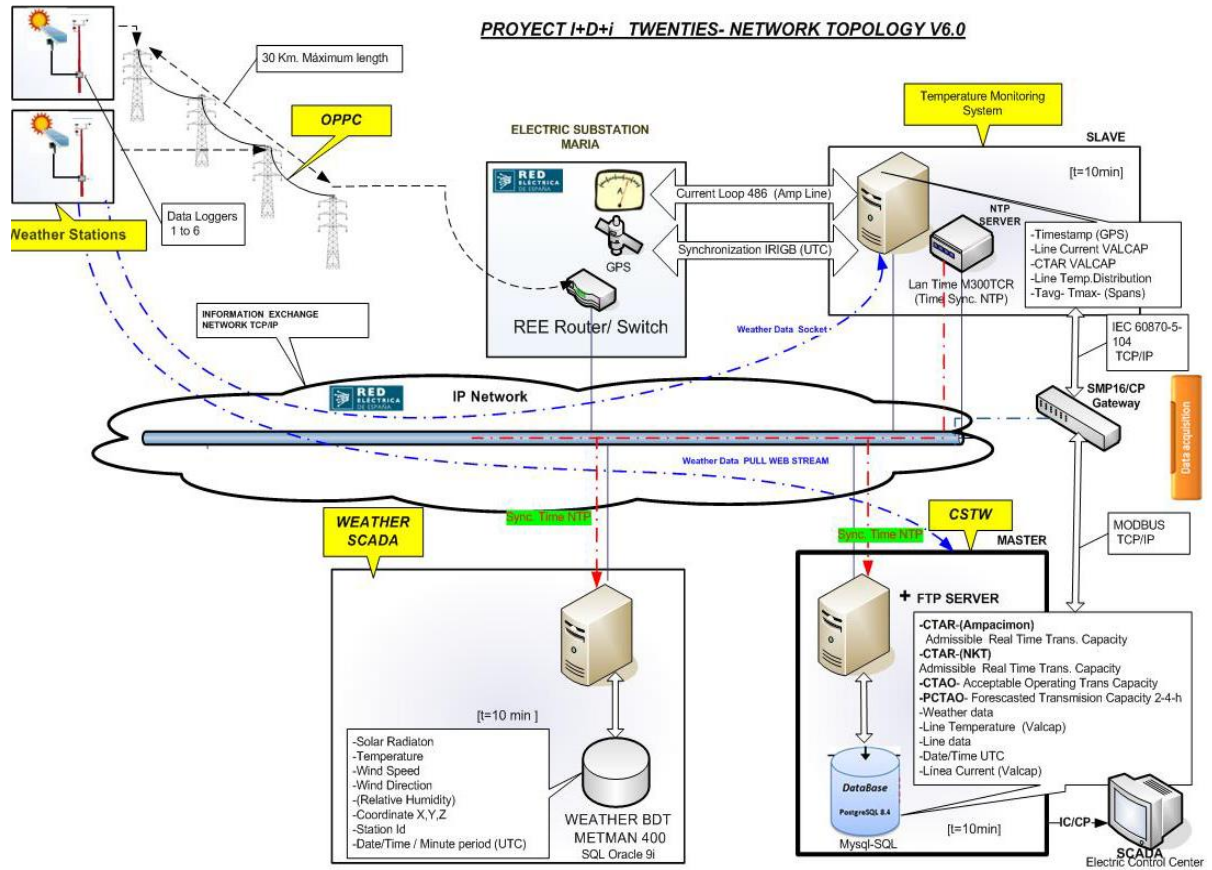 PROYECT I+D+i TWENTIES- NETWORK TOPOLOGY V6.0
30 Km. Máximum length
OPPC
Data Loggers
1 to 6
Weather Stations
ELECTRIC SUBSTATION
MARIA
RED
ELÉCTRICA
DE ESPAÑA
A
GPS
REE Router/ Switch
Current Loop 486 (Amp Line)
Synchronization IRIGB (UTC)
Temperature Monitoring
System
SLAVE
[t=10min]
NTP
SERVER
Lan Time M300TCR
(Time Sync. NTP)
-Timestamp (GPS)
-Line Current VALCAP
-CTAR VALCAP
-Line Temp.Distribution
-Tavg- Tmax- (Spans)
INFORMATION EXCHANGE
NETWORK TCP/IP
Weather Data Socket
IEC 60870-5-
104
TCP/IP
SMP16/CP
Gateway
Data acquisition
RED
ELÉCTRICA
DE ESPAÑA
IP Network
Weather Data PULL WEB STREAM
WEATHER
SCADA
Sync. Time NTP
Sync. Time NTP
CSTW
MASTER
MODBUS
TCP/IP
[t=10 min ]
-Solar Radiaton
-Temperature
-Wind Speed
-Wind Direction
-(Relative Humidity)
-Coordinate X,Y,Z
-Station Id
-Date/Time / Minute period (UTC)
WEATHER BDT
METMAN 400
SQL Oracle 9i
+ FTP SERVER
-CTAR-(Ampacimon)
Admissible Real Time Trans. Capacity
-CTAR-(NKT)
Admissible Real Time Trans. Capacity
-CTAO- Acceptable Operating Trans Capacity
-PCTAO- Forescasted Transmision Capacity 2-4-h
-Weather data
-Line Temperature (Valcap)
-Line data
-Date/Time UTC
-Línea Current (Valcap)
DataBase
PostgreSQL 8.4
Mysql-SQL
[t=10min]
IC/CP
SCADA
Electric Control Center